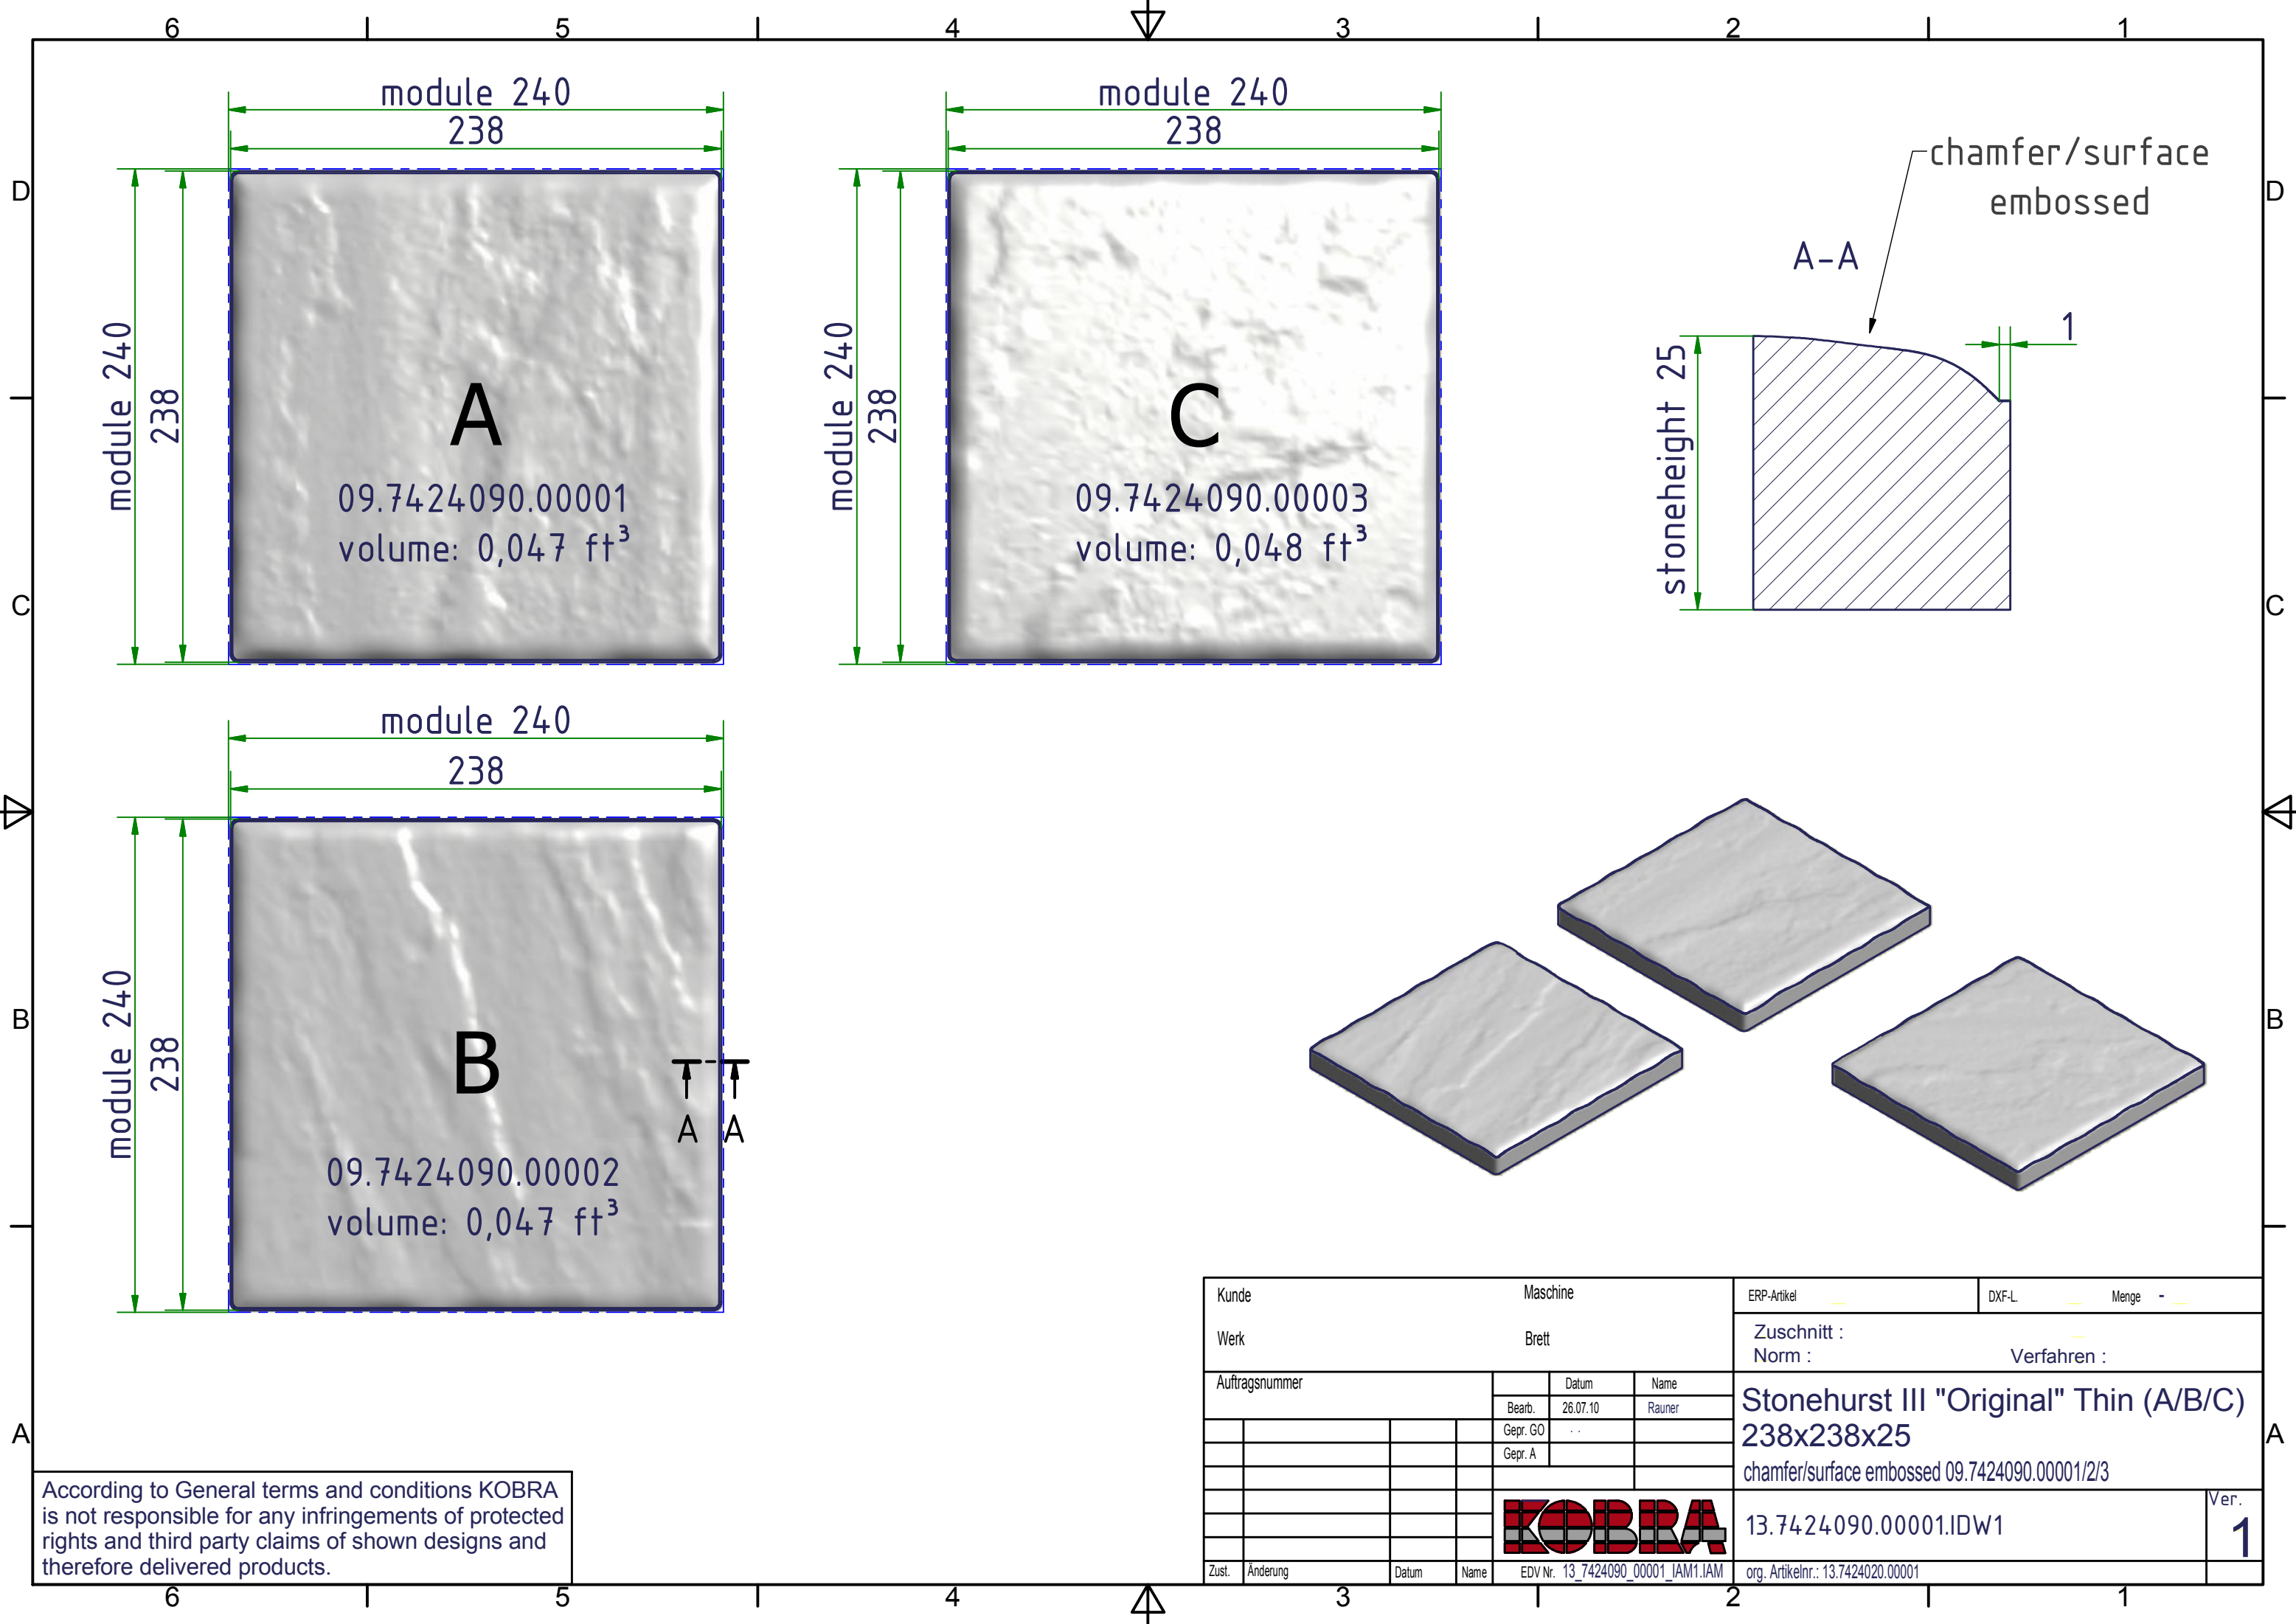 6 5 4 3 2 1
module 240
238
module 240
238
D
D
module 240
238
A
09.7424090.00001
volume: 0,047 ft³
module 240
238
C
09.7424090.00003
volume: 0,048 ft³
chamfer/surface
embossed
A-A
1
stoneheight 25
C
C
module 240
238
module 240
238
B
09.7424090.00002
volume: 0,047 ft³
A A
B
B
Kunde
Maschine
Werk
Brett
ERP-Artikel
DXF-L.
Menge -
Zuschnitt :
Norm :
Verfahren :
Auftragsnummer
Datum
Name
Bearb.
26.07.10
Rauner
Gepr. GO
. .
Gepr. A
Stonehurst III "Original" Thin (A/B/C)
238x238x25
chamfer/surface embossed 09.7424090.00001/2/3
A
A
KOBRA
13.7424090.00001.IDW1
Ver.
1
Zust.
Änderung
Datum
Name
EDV Nr. 13_7424090_00001_IAM1.IAM
org. Artikelnr.: 13.7424020.00001
According to General terms and conditions KOBRA
is not responsible for any infringements of protected
rights and third party claims of shown designs and
therefore delivered products.
6 5 4 3 2 1